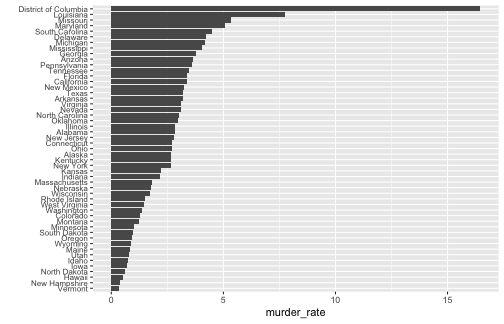 District of Columbia
Louisiana
Missouri
Maryland
South Carolina
Delaware
Michigan
Mississippi
Georgia
Arizona
Pennsylvania
Tennessee
Florida
California
New Mexico
Texas
Arkansas
Virginia
Nevada
North Carolina
Oklahoma
Illinois
Alabama
New Jersey
Connecticut
Ohio
Alaska
Kentucky
New York
Kansas
Indiana
Massachusetts
Nebraska
Wisconsin
Rhode Island
West Virginia
Washington
Colorado
Montana
Minnesota
South Dakota
Oregon
Wyoming
Maine
Utah
Idaho
Iowa
North Dakota
Hawaii
New Hampshire
Vermont
0 5 10 15
murder_rate